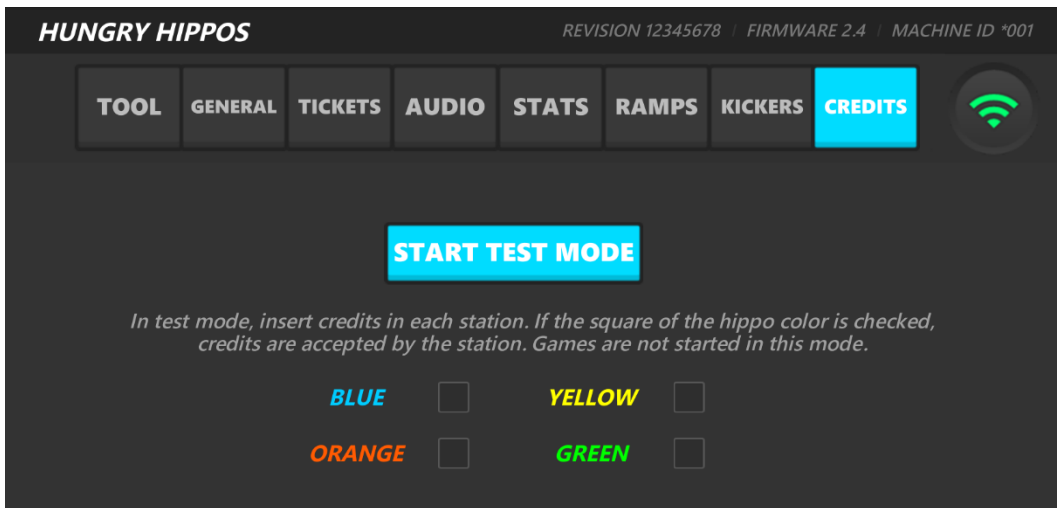 HUNGRY HIPPOS
REVISION 12345678 | FIRMWARE 2.4 | MACHINE ID *001
TOOL GENERAL TICKETS AUDIO STATS RAMPS KICKERS CREDITS
START TEST MODE
In test mode, insert credits in each station. If the square of the hippo color is checked,
credits are accepted by the station. Games are not started in this mode.
BLUE YELLOW
ORANGE GREEN